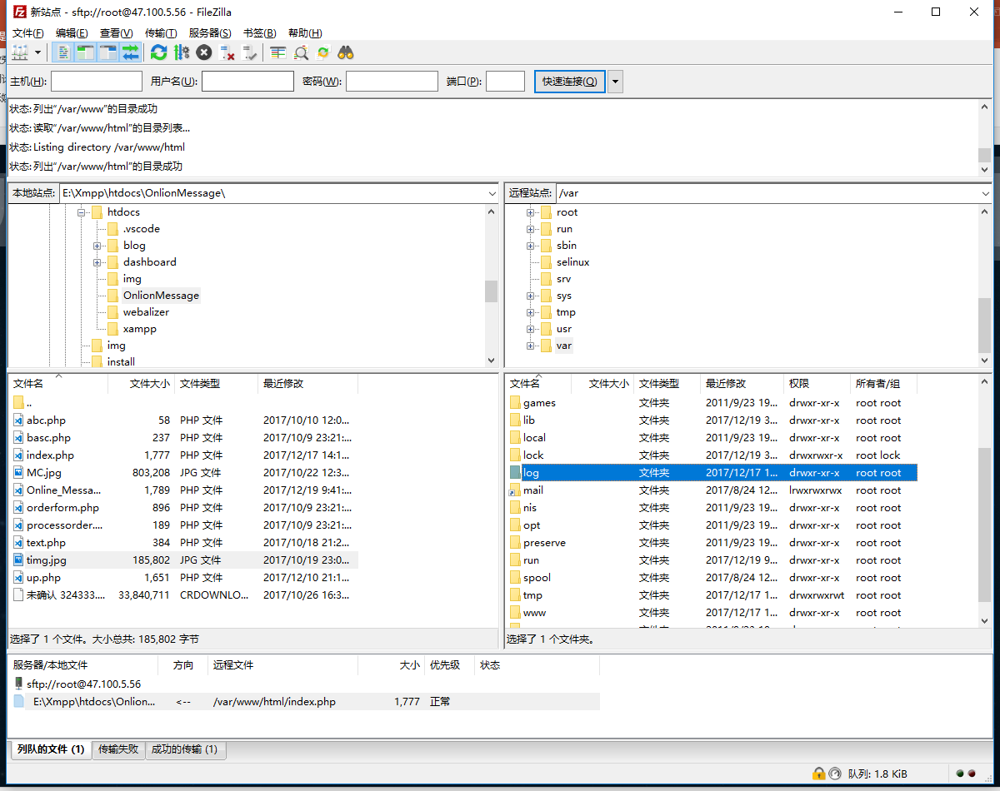 新站点 - sftp://root@47.100.5.56 - FileZilla
文件(F) 编辑(E) 查看(V) 传输(T) 服务器(S) 书签(B) 帮助(H)
主机(H): 用户名(U): 密码(W): 端口(P): 快速连接(Q)
状态: 列出“/var/www”的目录成功
状态: 读取“/var/www/html”的目录列表...
状态: Listing directory /var/www/html
状态: 列出“/var/www/html”的目录成功
本地站点: E:\Xmpp\htdocs\OnlionMessage\
htdocs
.vscode
blog
dashboard
img
OnlionMessage
webalizer
xampp
img
install
远程站点: /var
root
run
sbin
selinux
srv
sys
tmp
usr
var
文件名 文件大小 文件类型 最近修改
..
abc.php 58 PHP 文件 2017/10/10 12:0...
basc.php 237 PHP 文件 2017/10/9 23:21:...
index.php 1,777 PHP 文件 2017/12/17 14:1...
MC.jpg 803,208 JPG 文件 2017/10/22 12:3...
Online_Messa... 1,789 PHP 文件 2017/12/19 9:41:...
orderform.php 896 PHP 文件 2017/10/9 23:21:...
processorder.... 189 PHP 文件 2017/10/9 23:21:...
text.php 384 PHP 文件 2017/10/18 21:2...
timg.jpg 185,802 JPG 文件 2017/10/19 23:0...
up.php 1,651 PHP 文件 2017/12/10 21:1...
未确认 324333.... 33,840,711 CRDOWNLO... 2017/10/26 16:3...
选择了 1 个文件。大小总共: 185,802 字节
文件名 文件大小 文件类型 最近修改 权限 所有者/组
games 文件夹 2011/9/23 19... drwxr-xr-x root root
lib 文件夹 2017/12/19 3... drwxr-xr-x root root
local 文件夹 2011/9/23 19... drwxr-xr-x root root
lock 文件夹 2017/12/19 3... drwxrwxr-x root lock
log 文件夹 2017/12/17 1... drwxr-xr-x root root
mail 文件夹 2017/8/24 12... lrwxrwxrwx root root
nis 文件夹 2011/9/23 19... drwxr-xr-x root root
opt 文件夹 2011/9/23 19... drwxr-xr-x root root
preserve 文件夹 2011/9/23 19... drwxr-xr-x root root
run 文件夹 2017/12/19 9... drwxr-xr-x root root
spool 文件夹 2017/8/24 12... drwxr-xr-x root root
tmp 文件夹 2017/12/17 1... drwxrwxrwt root root
www 文件夹 2017/12/17 1... drwxr-xr-x root root
选择了 1 个文件夹。
服务器/本地文件 方向 远程文件 大小 优先级 状态
sftp://root@47.100.5.56
E:\Xmpp\htdocs\Onlion... <-- /var/www/html/index.php 1,777 正常
列队的文件 (1) 传输失败 成功的传输 (1)
队列: 1.8 KiB